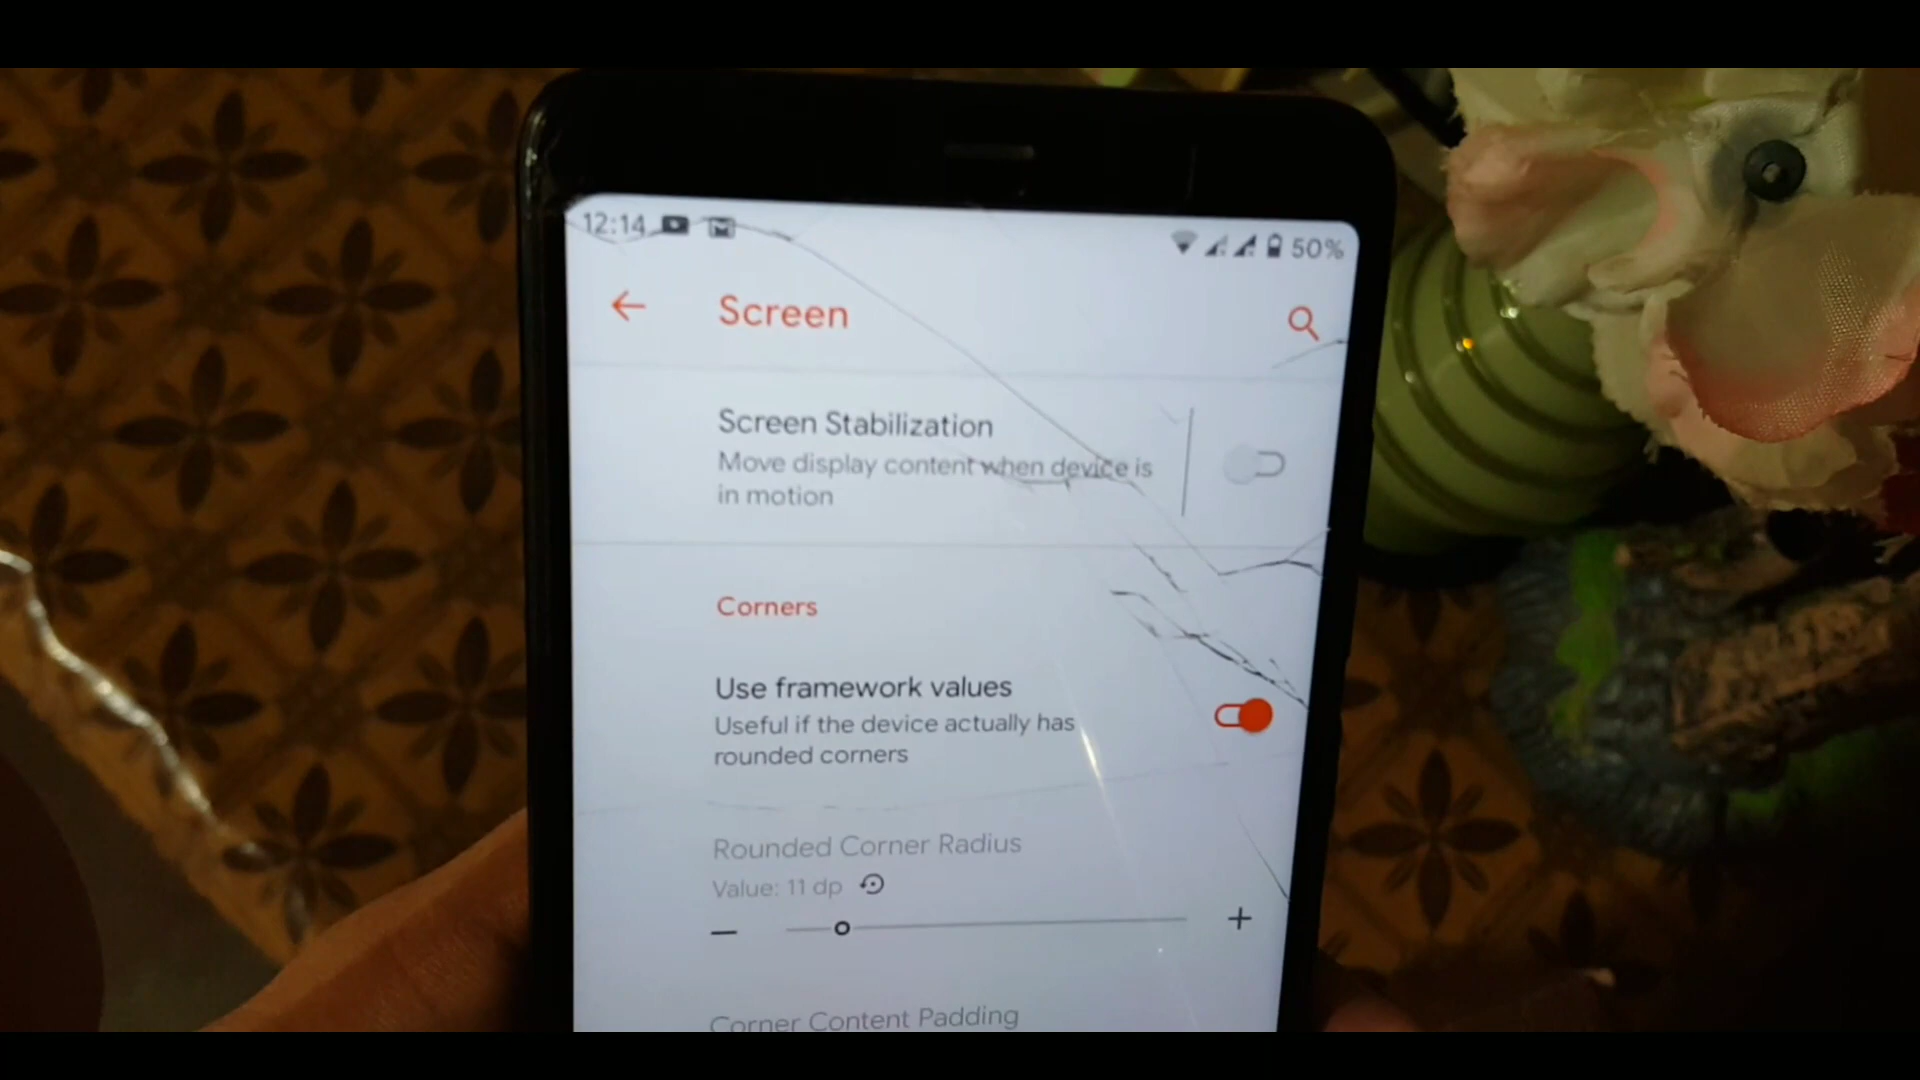 12:14
50%
Screen
Screen Stabilization
Move display content when device is
in motion
Corners
Use framework values
Useful if the device actually has
rounded corners
Rounded Corner Radius
Value: 11 dp
Corner Content Padding